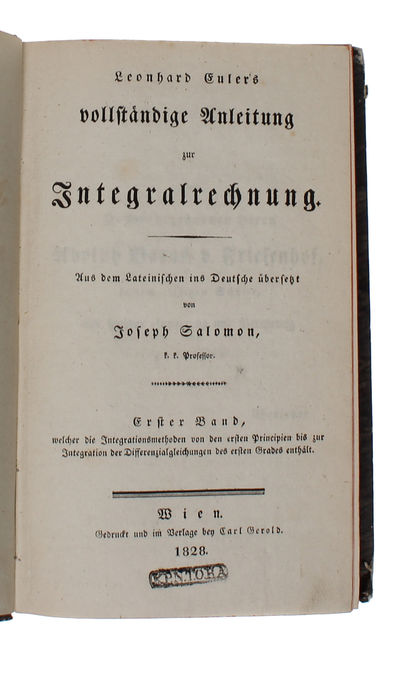 Leonhard Eulers
vollständige Anleitung
zur
Integralrechnung.
Aus dem Lateinischen ins Deutsche übersetzt
von
Joseph Salomon,
k. k. Professor.
Erster Band,
welcher die Integrationsmethoden von den ersten Principien bis zur
Integration der Differenzialgleichungen des ersten Grades enthält.
Wien.
Gedruckt und im Verlage bey Carl Gerold.
1828.